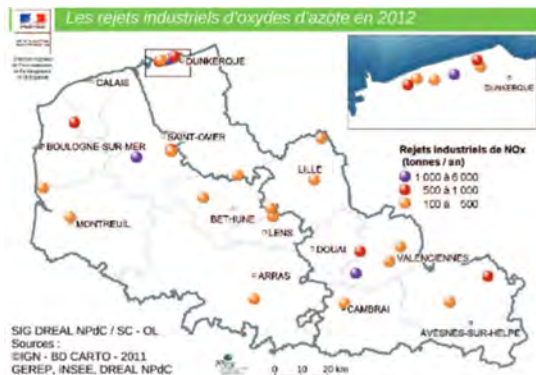 Les rejets industriels d'oxydes d'azote en 2012
CALAIS
DUNKERQUE
DUNKERQUE
SAINT-OMER
BOULOGNE-SUR-MER
LILLE
Rejets industriels de NOx
(tonnes / an)
1 000 à 6 000
500 à 1 000
100 à 500
MONTREUIL
BETHUNE
LENS
DOUAI
VALENCIENNES
ARRAS
CAMBRAI
AVESNES-SUR-HELPE
SIG DREAL NPdC / SC - OL
Sources :
©IGN - BD CARTO - 2011
GEREP, INSEE, DREAL NPdC
0 10 20 km